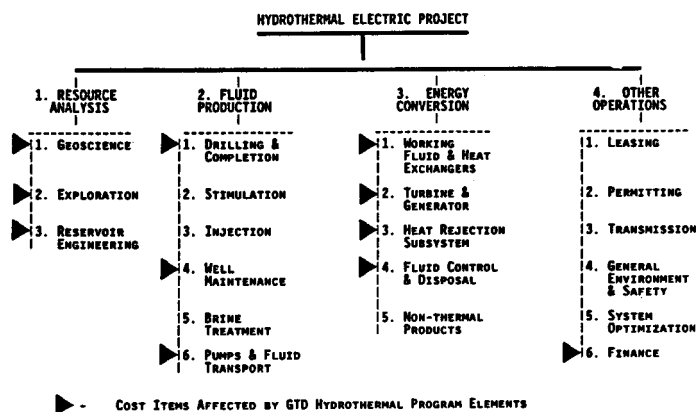 HYDROTHERMAL ELECTRIC PROJECT
1. RESOURCE
ANALYSIS
1. GEOSCIENCE
2. EXPLORATION
3. RESERVOIR
ENGINEERING
2. FLUID
PRODUCTION
1. DRILLING &
COMPLETION
2. STIMULATION
3. INJECTION
4. WELL
MAINTENANCE
5. BRINE
TREATMENT
6. PUMPS & FLUID
TRANSPORT
3. ENERGY
CONVERSION
1. WORKING
FLUID & HEAT
EXCHANGERS
2. TURBINE &
GENERATOR
3. HEAT REJECTION
SUBSYSTEM
4. FLUID CONTROL
& DISPOSAL
5. NON-THERMAL
PRODUCTS
4. OTHER
OPERATIONS
1. LEASING
2. PERMITTING
3. TRANSMISSION
4. GENERAL
ENVIRONMENT
& SAFETY
5. SYSTEM
OPTIMIZATION
6. FINANCE
- COST ITEMS AFFECTED BY GTD HYDROTHERMAL PROGRAM ELEMENTS